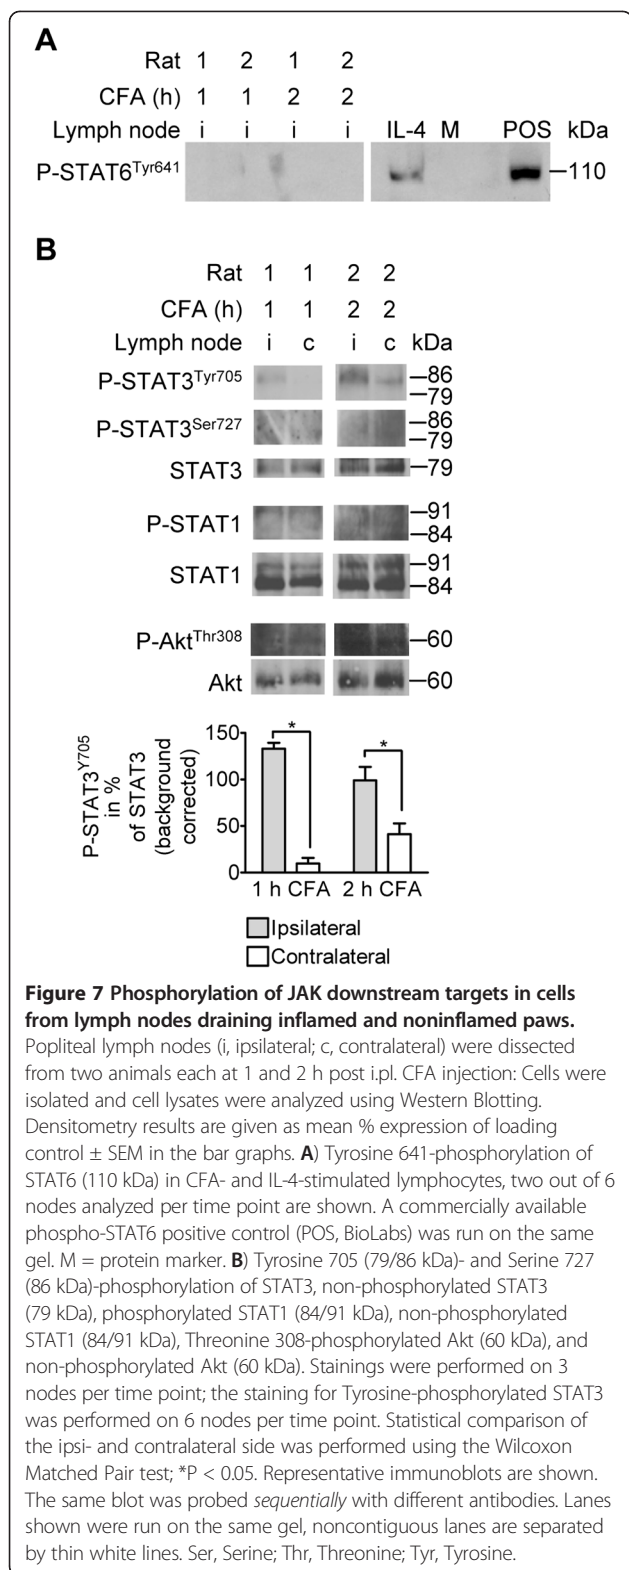 A
Rat 1 2 1 2
CFA (h) 1 1 2 2
Lymph node i i i i IL-4 M POS kDa
P-STAT6Tyr641 110
B
Rat 1 1 2 2
CFA (h) 1 1 2 2
Lymph node i c i c kDa
P-STAT3Tyr705 86
79
P-STAT3Ser727 86
79
STAT3 79
P-STAT1 91
84
STAT1 91
84
P-AktThr308 60
Akt 60
P-STAT3Y705
in %
of STAT3
(background
corrected)
150
100
50
0
* *
1 h CFA 2 h CFA
Ipsilateral
Contralateral
Figure 7 Phosphorylation of JAK downstream targets in cells
from lymph nodes draining inflamed and noninflamed paws.
Popliteal lymph nodes (i, ipsilateral; c, contralateral) were dissected
from two animals each at 1 and 2 h post i.pl. CFA injection: Cells were
isolated and cell lysates were analyzed using Western Blotting.
Densitometry results are given as mean % expression of loading
control ± SEM in the bar graphs. A) Tyrosine 641-phosphorylation of
STAT6 (110 kDa) in CFA- and IL-4-stimulated lymphocytes, two out of 6
nodes analyzed per time point are shown. A commercially available
phospho-STAT6 positive control (POS, BioLabs) was run on the same
gel. M = protein marker. B) Tyrosine 705 (79/86 kDa)- and Serine 727
(86 kDa)-phosphorylation of STAT3, non-phosphorylated STAT3
(79 kDa), phosphorylated STAT1 (84/91 kDa), non-phosphorylated
STAT1 (84/91 kDa), Threonine 308-phosphorylated Akt (60 kDa), and
non-phosphorylated Akt (60 kDa). Stainings were performed on 3
nodes per time point; the staining for Tyrosine-phosphorylated STAT3
was performed on 6 nodes per time point. Statistical comparison of
the ipsi- and contralateral side was performed using the Wilcoxon
Matched Pair test; *P < 0.05. Representative immunoblots are shown.
The same blot was probed sequentially with different antibodies. Lanes
shown were run on the same gel, noncontiguous lanes are separated
by thin white lines. Ser, Serine; Thr, Threonine; Tyr, Tyrosine.